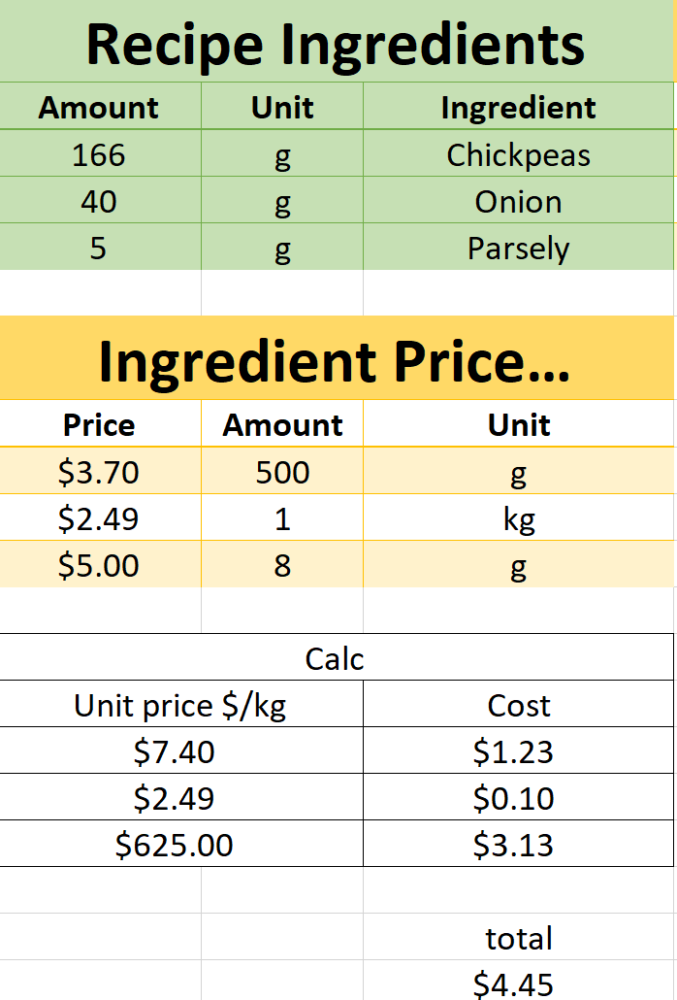 Recipe Ingredients
Amount Unit Ingredient
166 g Chickpeas
40 g Onion
5 g Parsely
Ingredient Price...
Price Amount Unit
$3.70 500 g
$2.49 1 kg
$5.00 8 g
Calc
Unit price $/kg Cost
$7.40 $1.23
$2.49 $0.10
$625.00 $3.13
total
$4.45